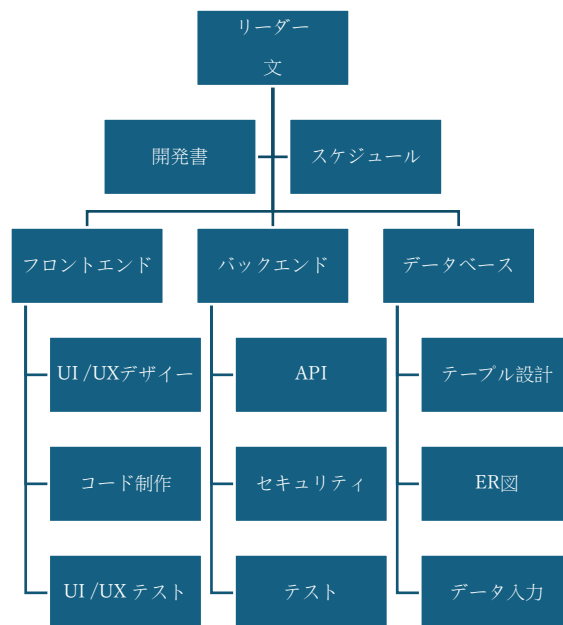 リーダー
文
開発書
スケジュール
フロントエンド
バックエンド
データベース
UI /UXデザイー
API
テーブル設計
コード制作
セキュリティ
ER図
UI /UX テスト
テスト
データ入力